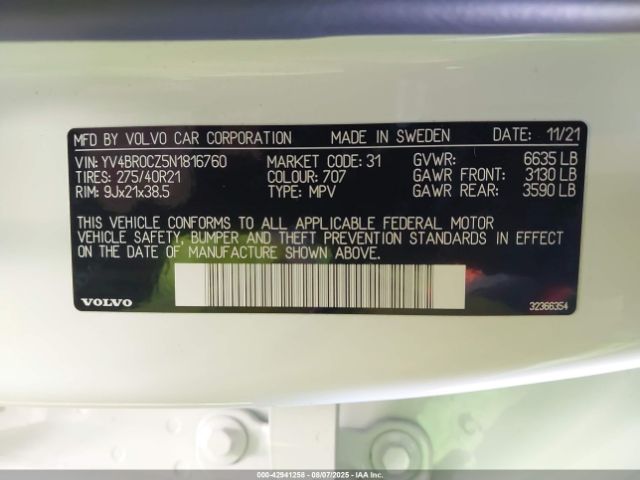 MFD BY VOLVO CAR CORPORATION MADE IN SWEDEN DATE: 11/21
VIN: YV4BR0CZ5N1816760 MARKET CODE: 31 GVWR: 6635 LB
TIRES: 275/40R21 COLOUR: 707 GAWR FRONT: 3130 LB
RIM: 9Jx21x38.5 TYPE: MPV GAWR REAR: 3590 LB
THIS VEHICLE CONFORMS TO ALL APPLICABLE FEDERAL MOTOR
VEHICLE SAFETY, BUMPER AND THEFT PREVENTION STANDARDS IN EFFECT
ON THE DATE OF MANUFACTURE SHOWN ABOVE.
VOLVO 32366354
000-42941258 - 08/07/2025 - IAAI.COM